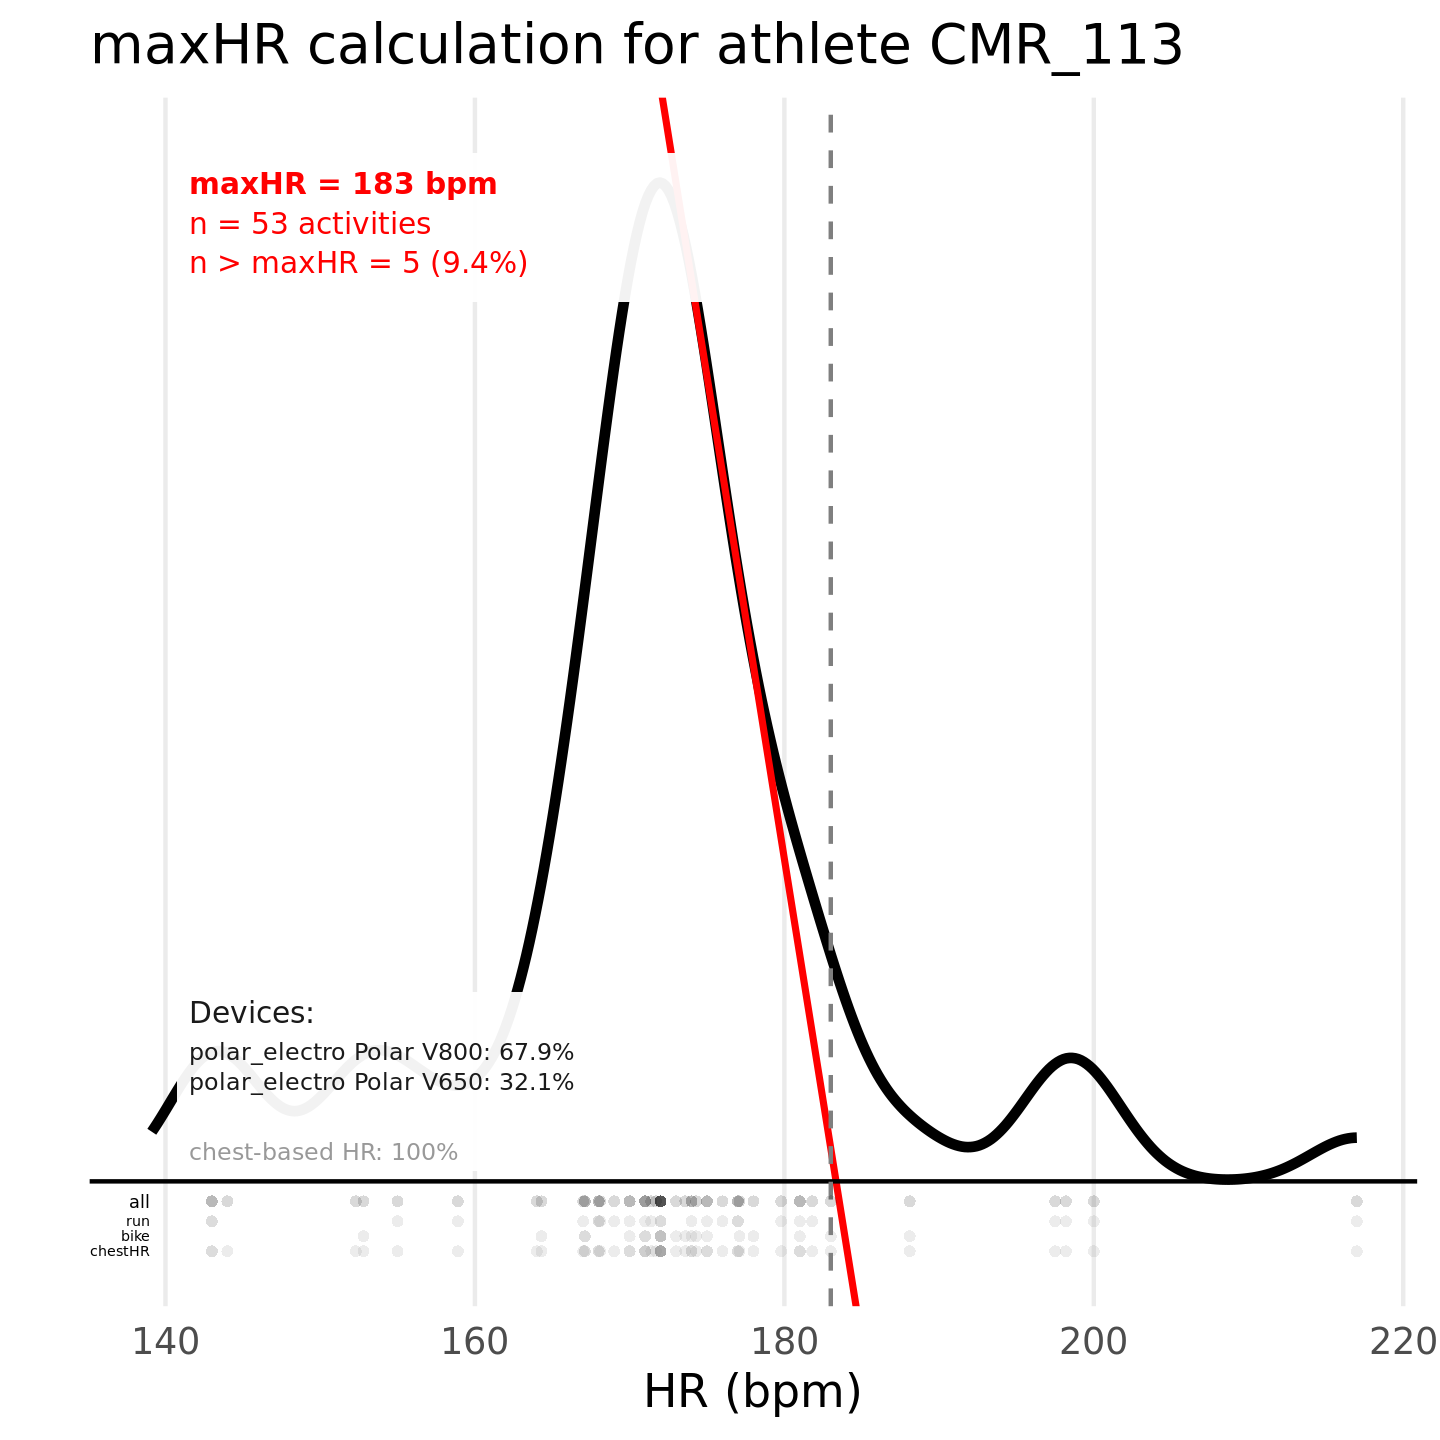 maxHR calculation for athlete CMR_113
maxHR = 183 bpm
n = 53 activities
n > maxHR = 5 (9.4%)
Devices:
polar_electro Polar V800: 67.9%
polar_electro Polar V650: 32.1%
chest-based HR: 100%
all
run
bike
chestHR
140 160 180 200 220
HR (bpm)